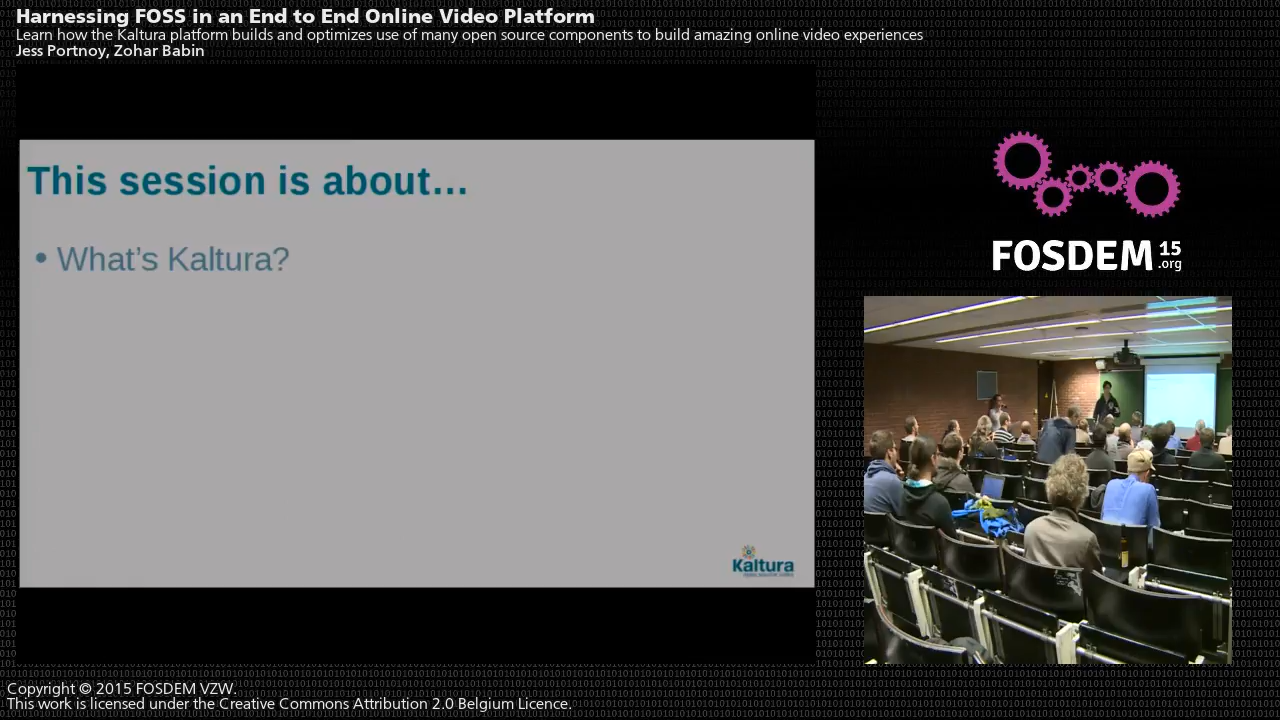 Harnessing FOSS in an End to End Online Video Platform
Learn how the Kaltura platform builds and optimizes use of many open source components to build amazing online video experiences
Jess Portnoy, Zohar Babin
This session is about...
• What's Kaltura?
Kaltura
FOSDEM 15
.org
Copyright © 2015 FOSDEM VZW.
This work is licensed under the Creative Commons Attribution 2.0 Belgium Licence.